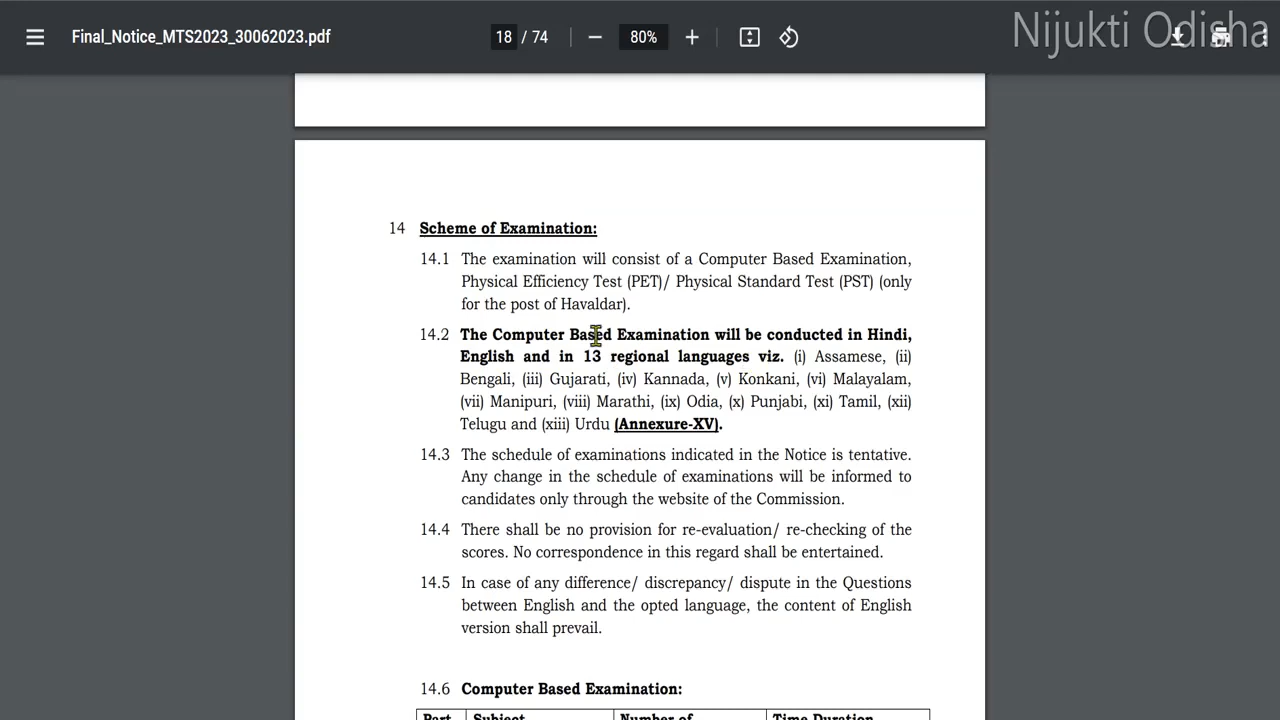 Final_Notice_MTS2023_30062023.pdf
18 / 74
80%
Nijukti Odisha
14 Scheme of Examination:
14.1 The examination will consist of a Computer Based Examination,
Physical Efficiency Test (PET)/ Physical Standard Test (PST) (only
for the post of Havaldar).
14.2 The Computer Based Examination will be conducted in Hindi,
English and in 13 regional languages viz. (i) Assamese, (ii)
Bengali, (iii) Gujarati, (iv) Kannada, (v) Konkani, (vi) Malayalam,
(vii) Manipuri, (viii) Marathi, (ix) Odia, (x) Punjabi, (xi) Tamil, (xii)
Telugu and (xiii) Urdu (Annexure-XV).
14.3 The schedule of examinations indicated in the Notice is tentative.
Any change in the schedule of examinations will be informed to
candidates only through the website of the Commission.
14.4 There shall be no provision for re-evaluation/ re-checking of the
scores. No correspondence in this regard shall be entertained.
14.5 In case of any difference/ discrepancy/ dispute in the Questions
between English and the opted language, the content of English
version shall prevail.
14.6 Computer Based Examination:
Part Subject Number of Time Duration